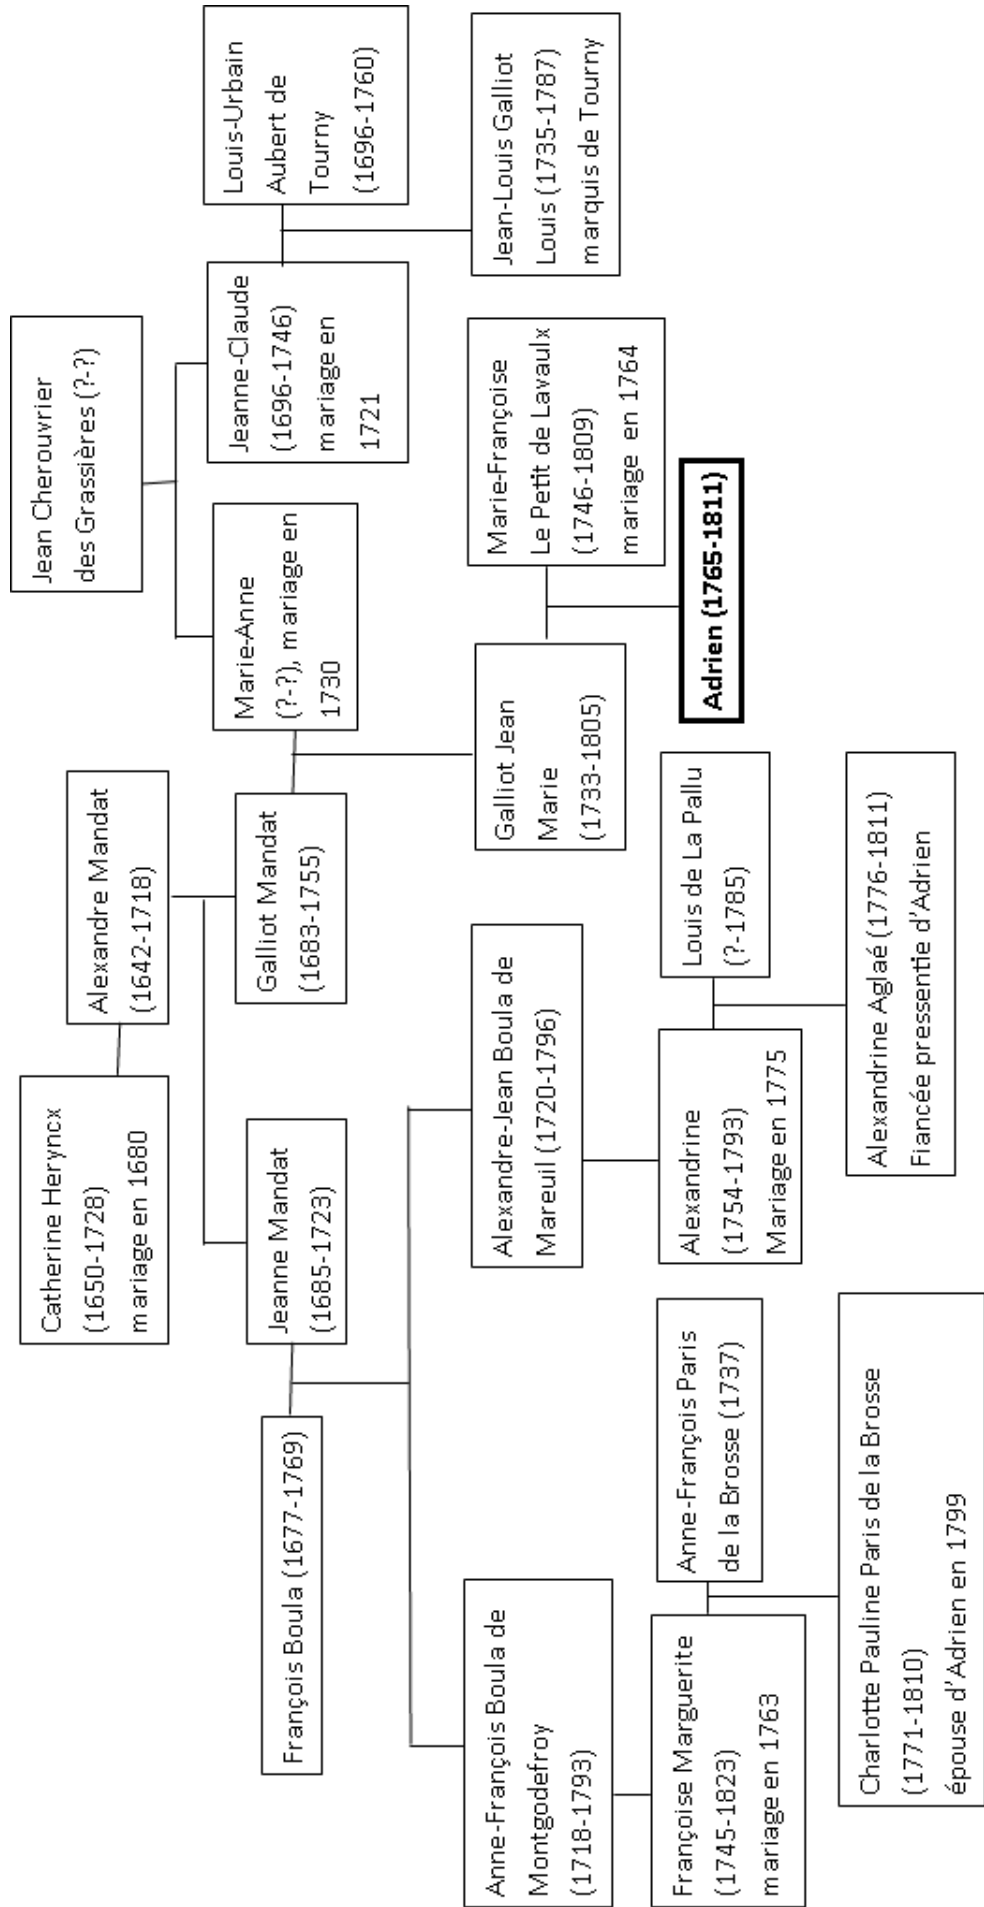 Jean Cherouvrier
des Grassières (?-?)
Catherine Heryncx
(1650-1728)
mariage en 1680
Alexandre Mandat
(1642-1718)
François Boula (1677-1769)
Jeanne Mandat
(1685-1723)
Galliot Mandat
(1683-1755)
Marie-Anne
(?-?), mariage en
1730
Jeanne-Claude
(1696-1746)
mariage en
1721
Louis-Urbain
Aubert de
Tourny
(1696-1760)
Anne-François Boula de
Montgodefroy
(1718-1793)
Alexandre-Jean Boula de
Mareuil (1720-1796)
Galliot Jean
Marie
(1733-1805)
Marie-Françoise
Le Petit de Lavaulx
(1746-1809)
mariage en 1764
Jean-Louis Galliot
Louis (1735-1787)
marquis de Tourny
Françoise Marguerite
(1745-1823)
mariage en 1763
Anne-François Paris
de la Brosse (1737)
Alexandrine
(1754-1793)
Mariage en 1775
Louis de La Pallu
(?-1785)
Adrien (1765-1811)
Charlotte Pauline Paris de la Brosse
(1771-1810)
épouse d'Adrien en 1799
Alexandrine Aglaé (1776-1811)
Fiancée pressentie d'Adrien